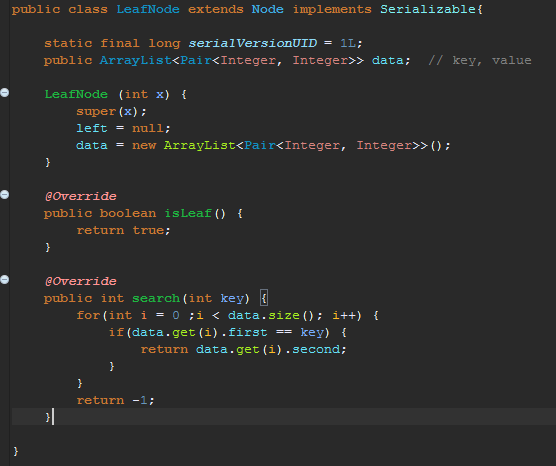 public class LeafNode extends Node implements Serializable{

    static final long serialVersionUID = 1L;
    public ArrayList<Pair<Integer, Integer>> data;  // key, value

    LeafNode (int x) {
        super(x);
        left = null;
        data = new ArrayList<Pair<Integer, Integer>>();
    }

    @Override
    public boolean isLeaf() {
        return true;
    }

    @Override
    public int search(int key) {
        for(int i = 0 ;i < data.size(); i++) {
            if(data.get(i).first == key) {
                return data.get(i).second;
            }
        }
        return -1;
    }

}